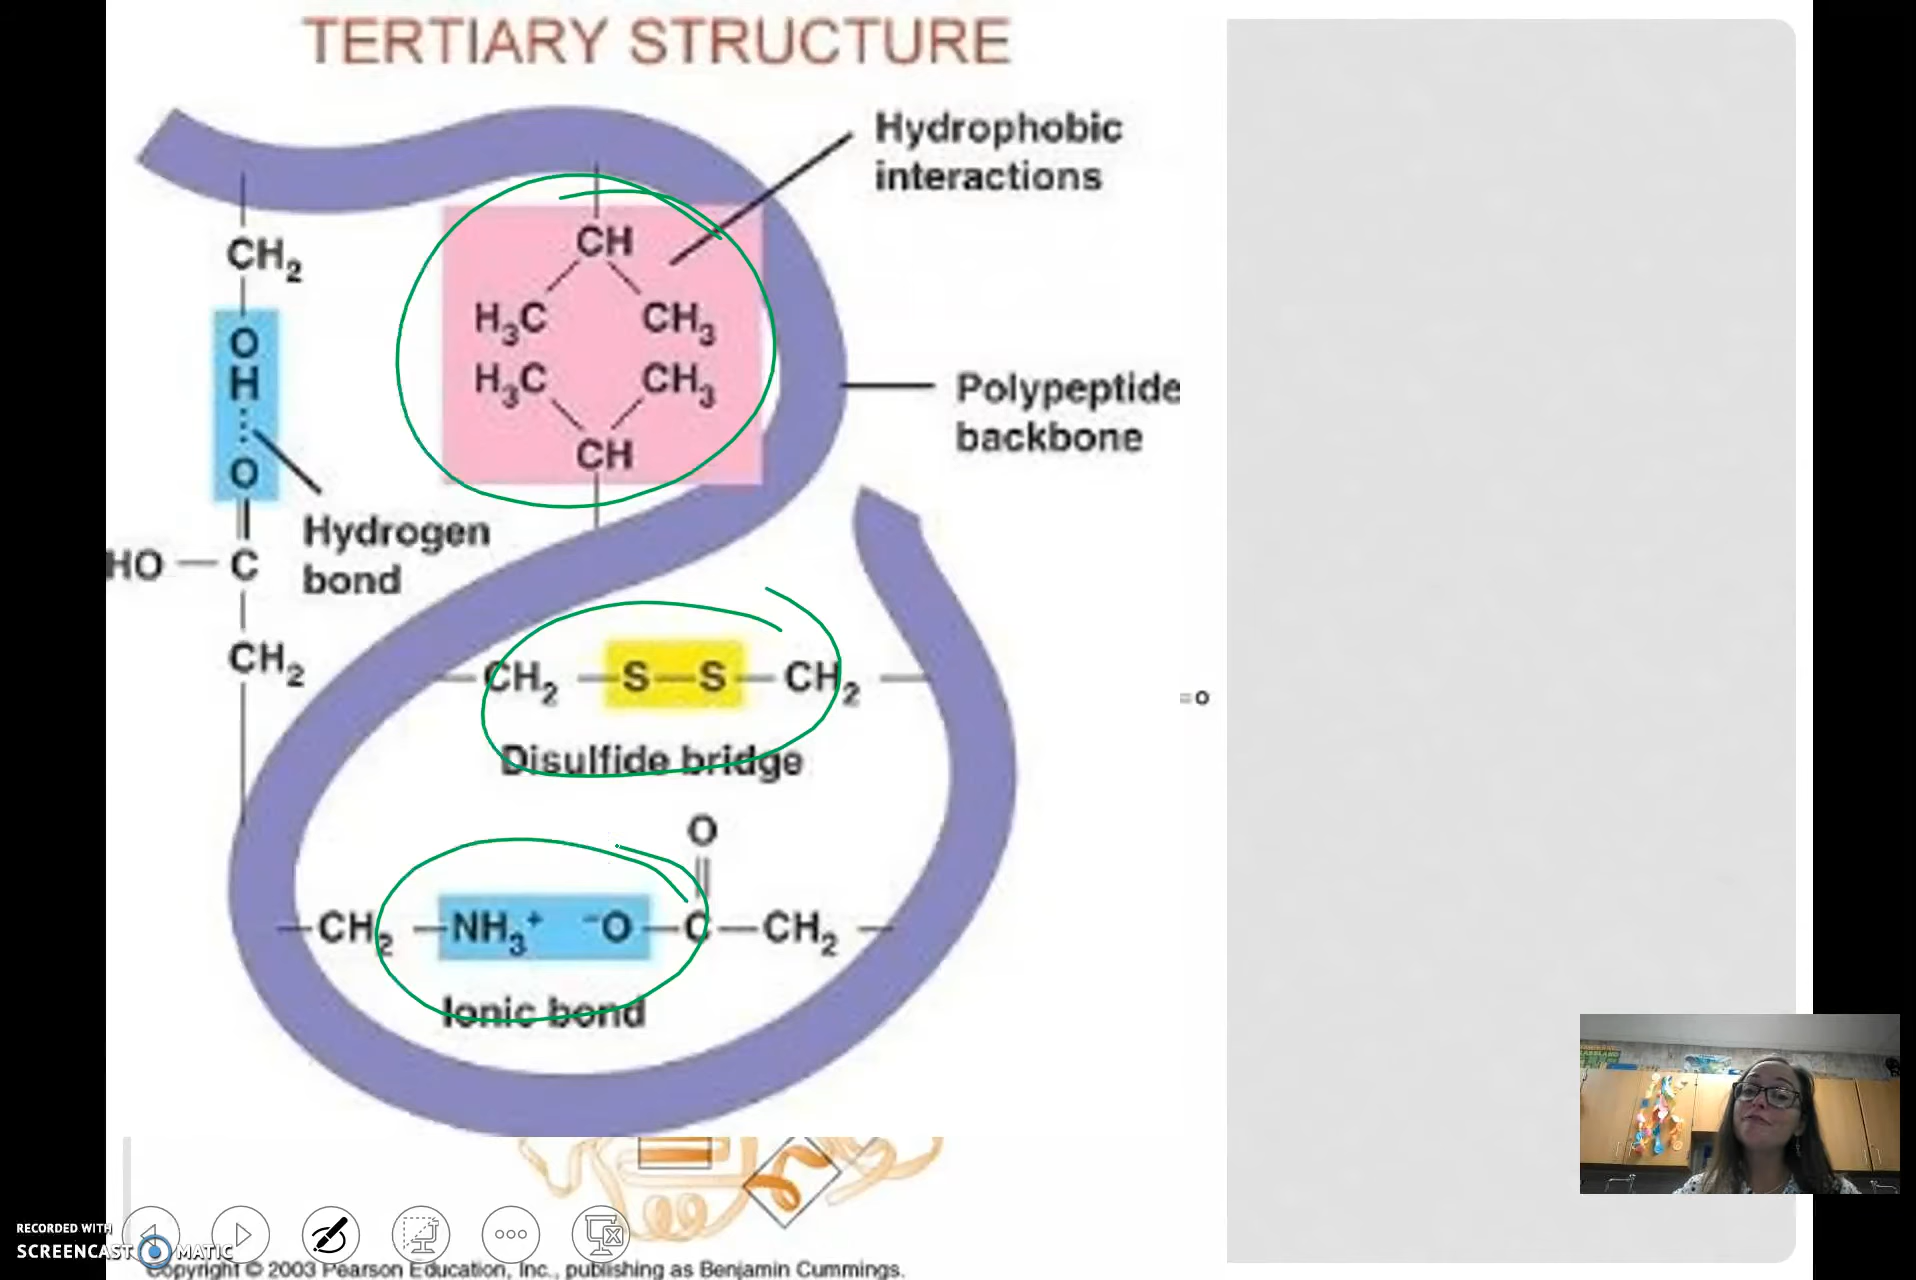 TERTIARY STRUCTURE
Hydrophobic
interactions
CH
CH₂
H₃C CH₃
O
H
H₃C CH₃
Polypeptide
backbone
CH
O
Hydrogen
bond
HO — C
CH₂
CH₂ — S — S — CH₂
= O
Disulfide bridge
O
CH₂ — NH₃⁺ ⁻O — C — CH₂
Ionic bond
RECORDED WITH
SCREENCAST MATIC
Copyright © 2003 Pearson Education, Inc., publishing as Benjamin Cummings.